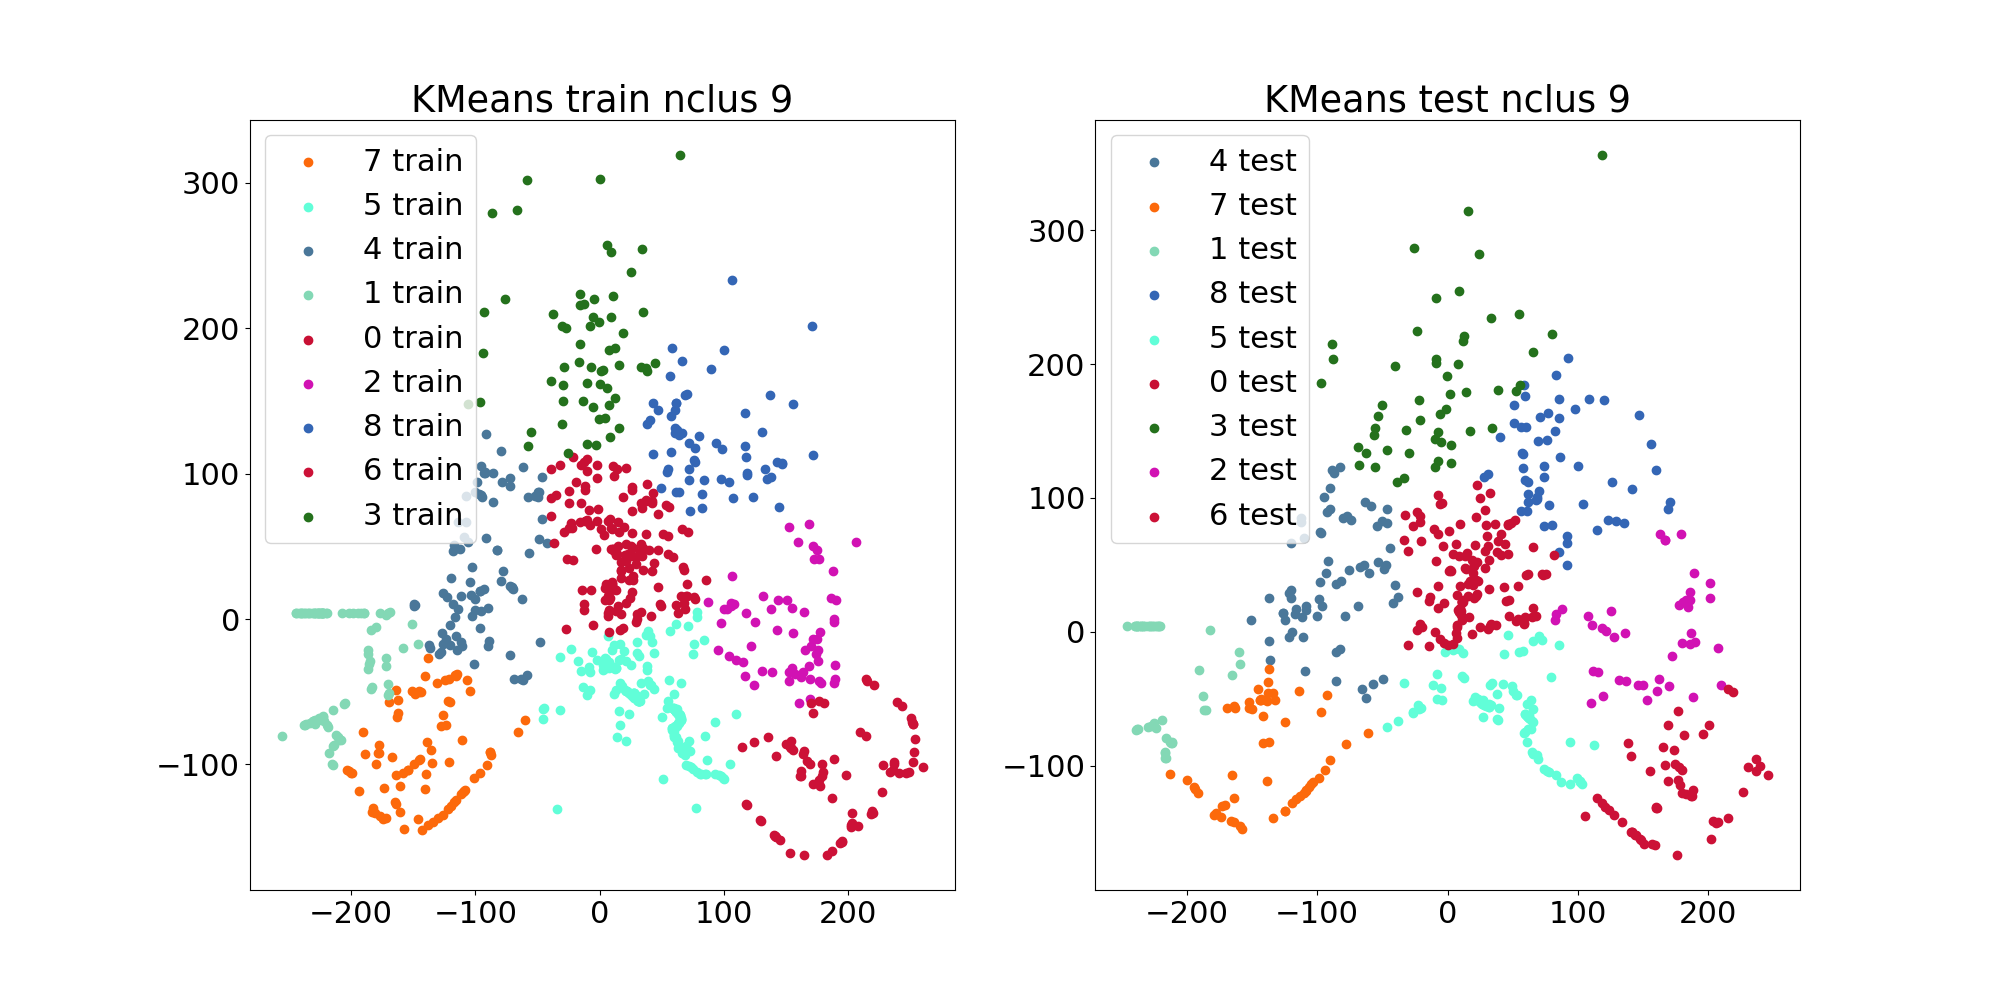 KMeans train nclus 9
300
200
100
0
−100
−200
−100
0
100
200
7 train
5 train
4 train
1 train
0 train
2 train
8 train
6 train
3 train
KMeans test nclus 9
300
200
100
0
−100
−200
−100
0
100
200
4 test
7 test
1 test
8 test
5 test
0 test
3 test
2 test
6 test